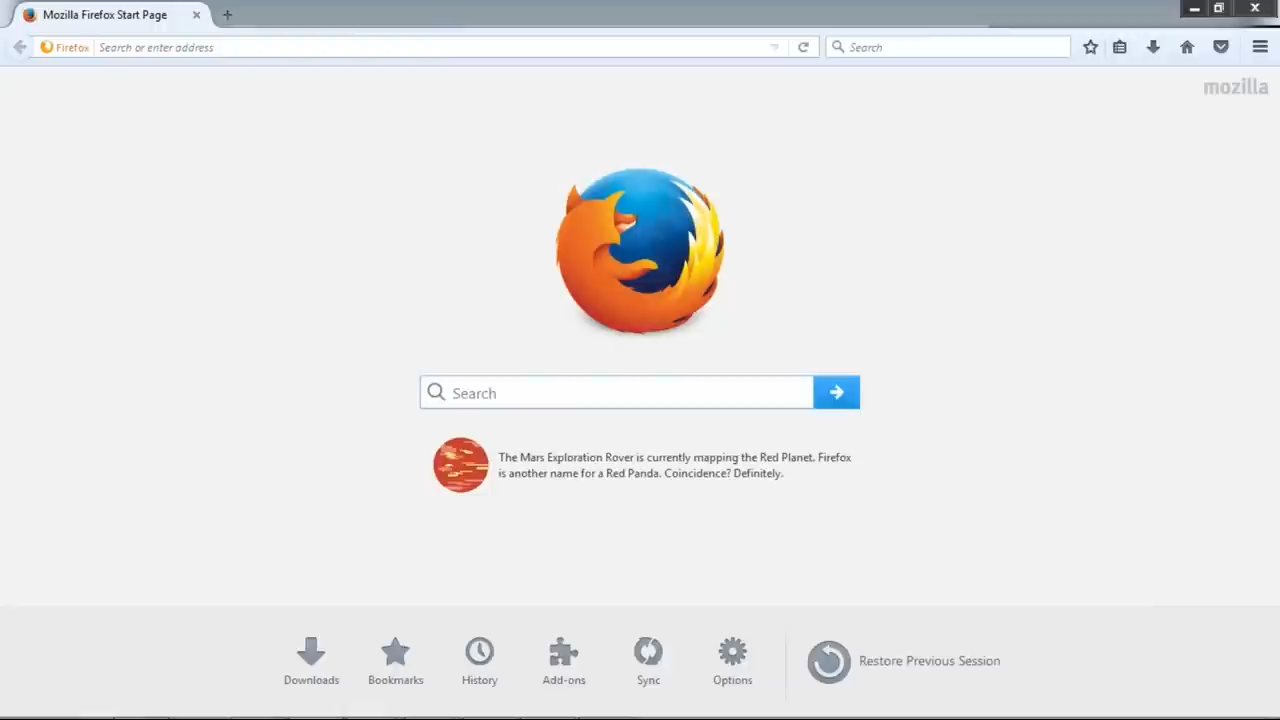 Mozilla Firefox Start Page
Firefox
Search or enter address
Search
mozilla
Search
The Mars Exploration Rover is currently mapping the Red Planet. Firefox
is another name for a Red Panda. Coincidence? Definitely.
Downloads
Bookmarks
History
Add-ons
Sync
Options
Restore Previous Session